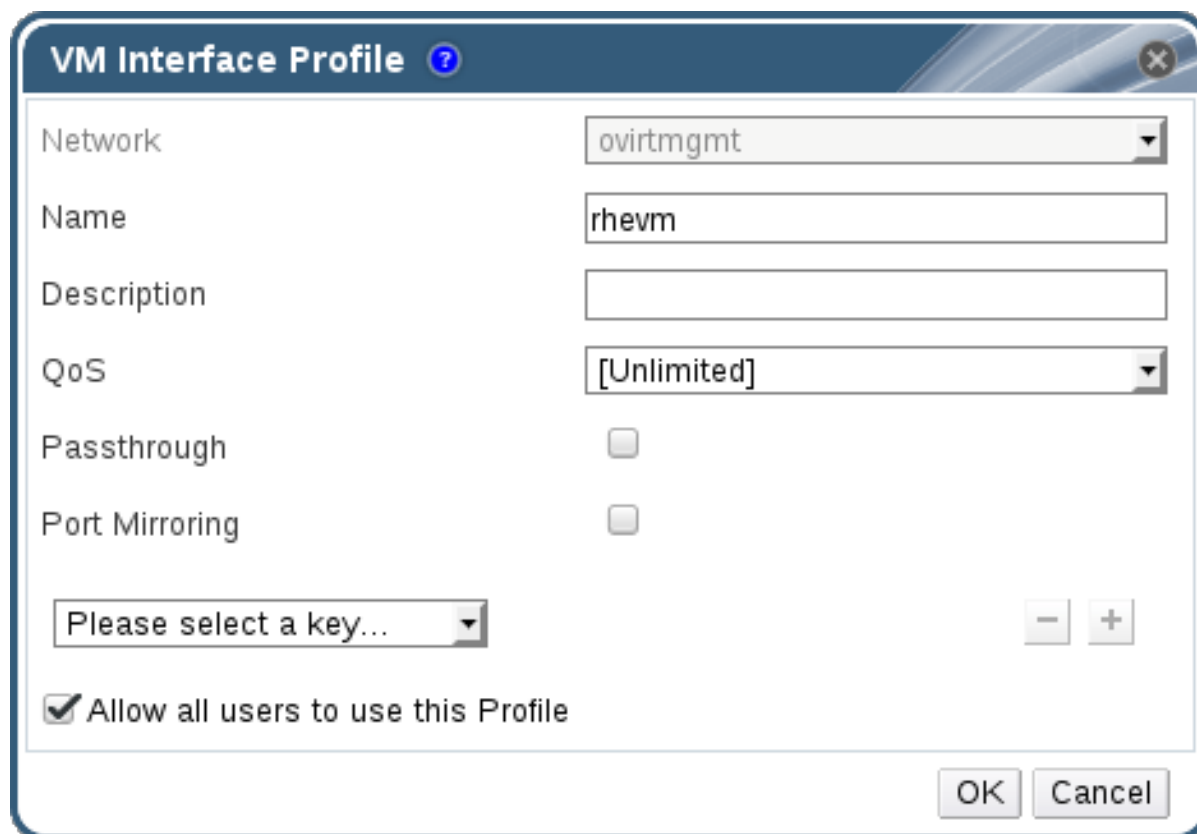 VM Interface Profile ?
Network ovirtmgmt
Name rhevm
Description
QoS [Unlimited]
Passthrough
Port Mirroring
Please select a key... − +
Allow all users to use this Profile
OK Cancel